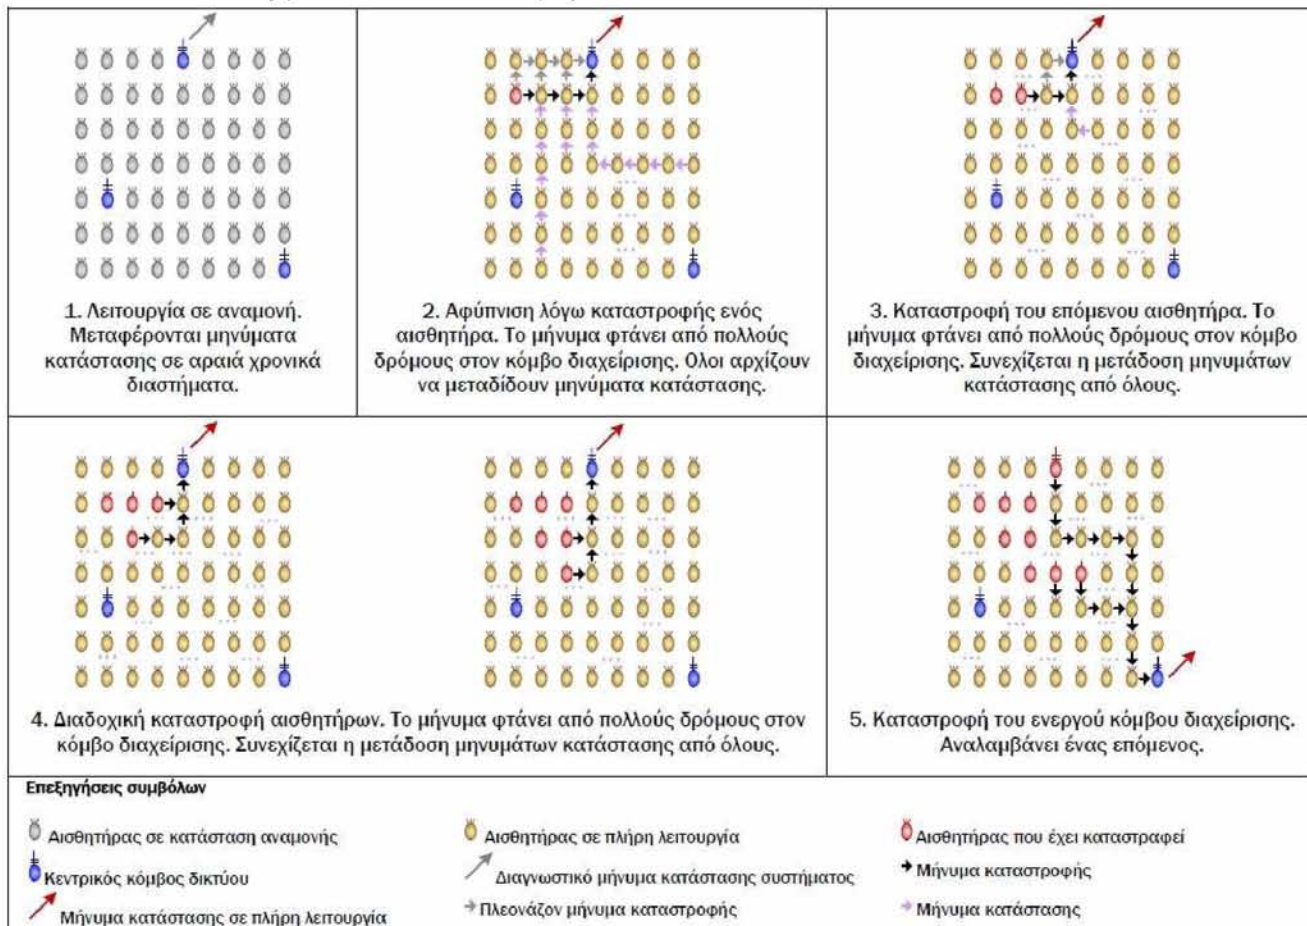 1. Λειτουργία σε αναμονή.
Μεταφέρονται μηνύματα
κατάστασης σε αραιά χρονικά
διαστήματα.
2. Αφύπνιση λόγω καταστροφής ενός
αισθητήρα. Το μήνυμα φτάνει από πολλούς
δρόμους στον κόμβο διαχείρισης. Ολοι αρχίζουν
να μεταδίδουν μηνύματα κατάστασης.
3. Καταστροφή του επόμενου αισθητήρα. Το
μήνυμα φτάνει από πολλούς δρόμους στον κόμβο
διαχείρισης. Συνεχίζεται η μετάδοση μηνυμάτων
κατάστασης από όλους.
4. Διαδοχική καταστροφή αισθητήρων. Το μήνυμα φτάνει από πολλούς δρόμους στον
κόμβο διαχείρισης. Συνεχίζεται η μετάδοση μηνυμάτων κατάστασης από όλους.
5. Καταστροφή του ενεργού κόμβου διαχείρισης.
Αναλαμβάνει ένας επόμενος.
Επεξηγήσεις συμβόλων
Αισθητήρας σε κατάσταση αναμονής
Αισθητήρας σε πλήρη λειτουργία
Αισθητήρας που έχει καταστραφεί
Κεντρικός κόμβος δικτύου
Διαγνωστικό μήνυμα κατάστασης συστήματος
Μήνυμα καταστροφής
Μήνυμα κατάστασης σε πλήρη λειτουργία
Πλεονάζον μήνυμα καταστροφής
Μήνυμα κατάστασης